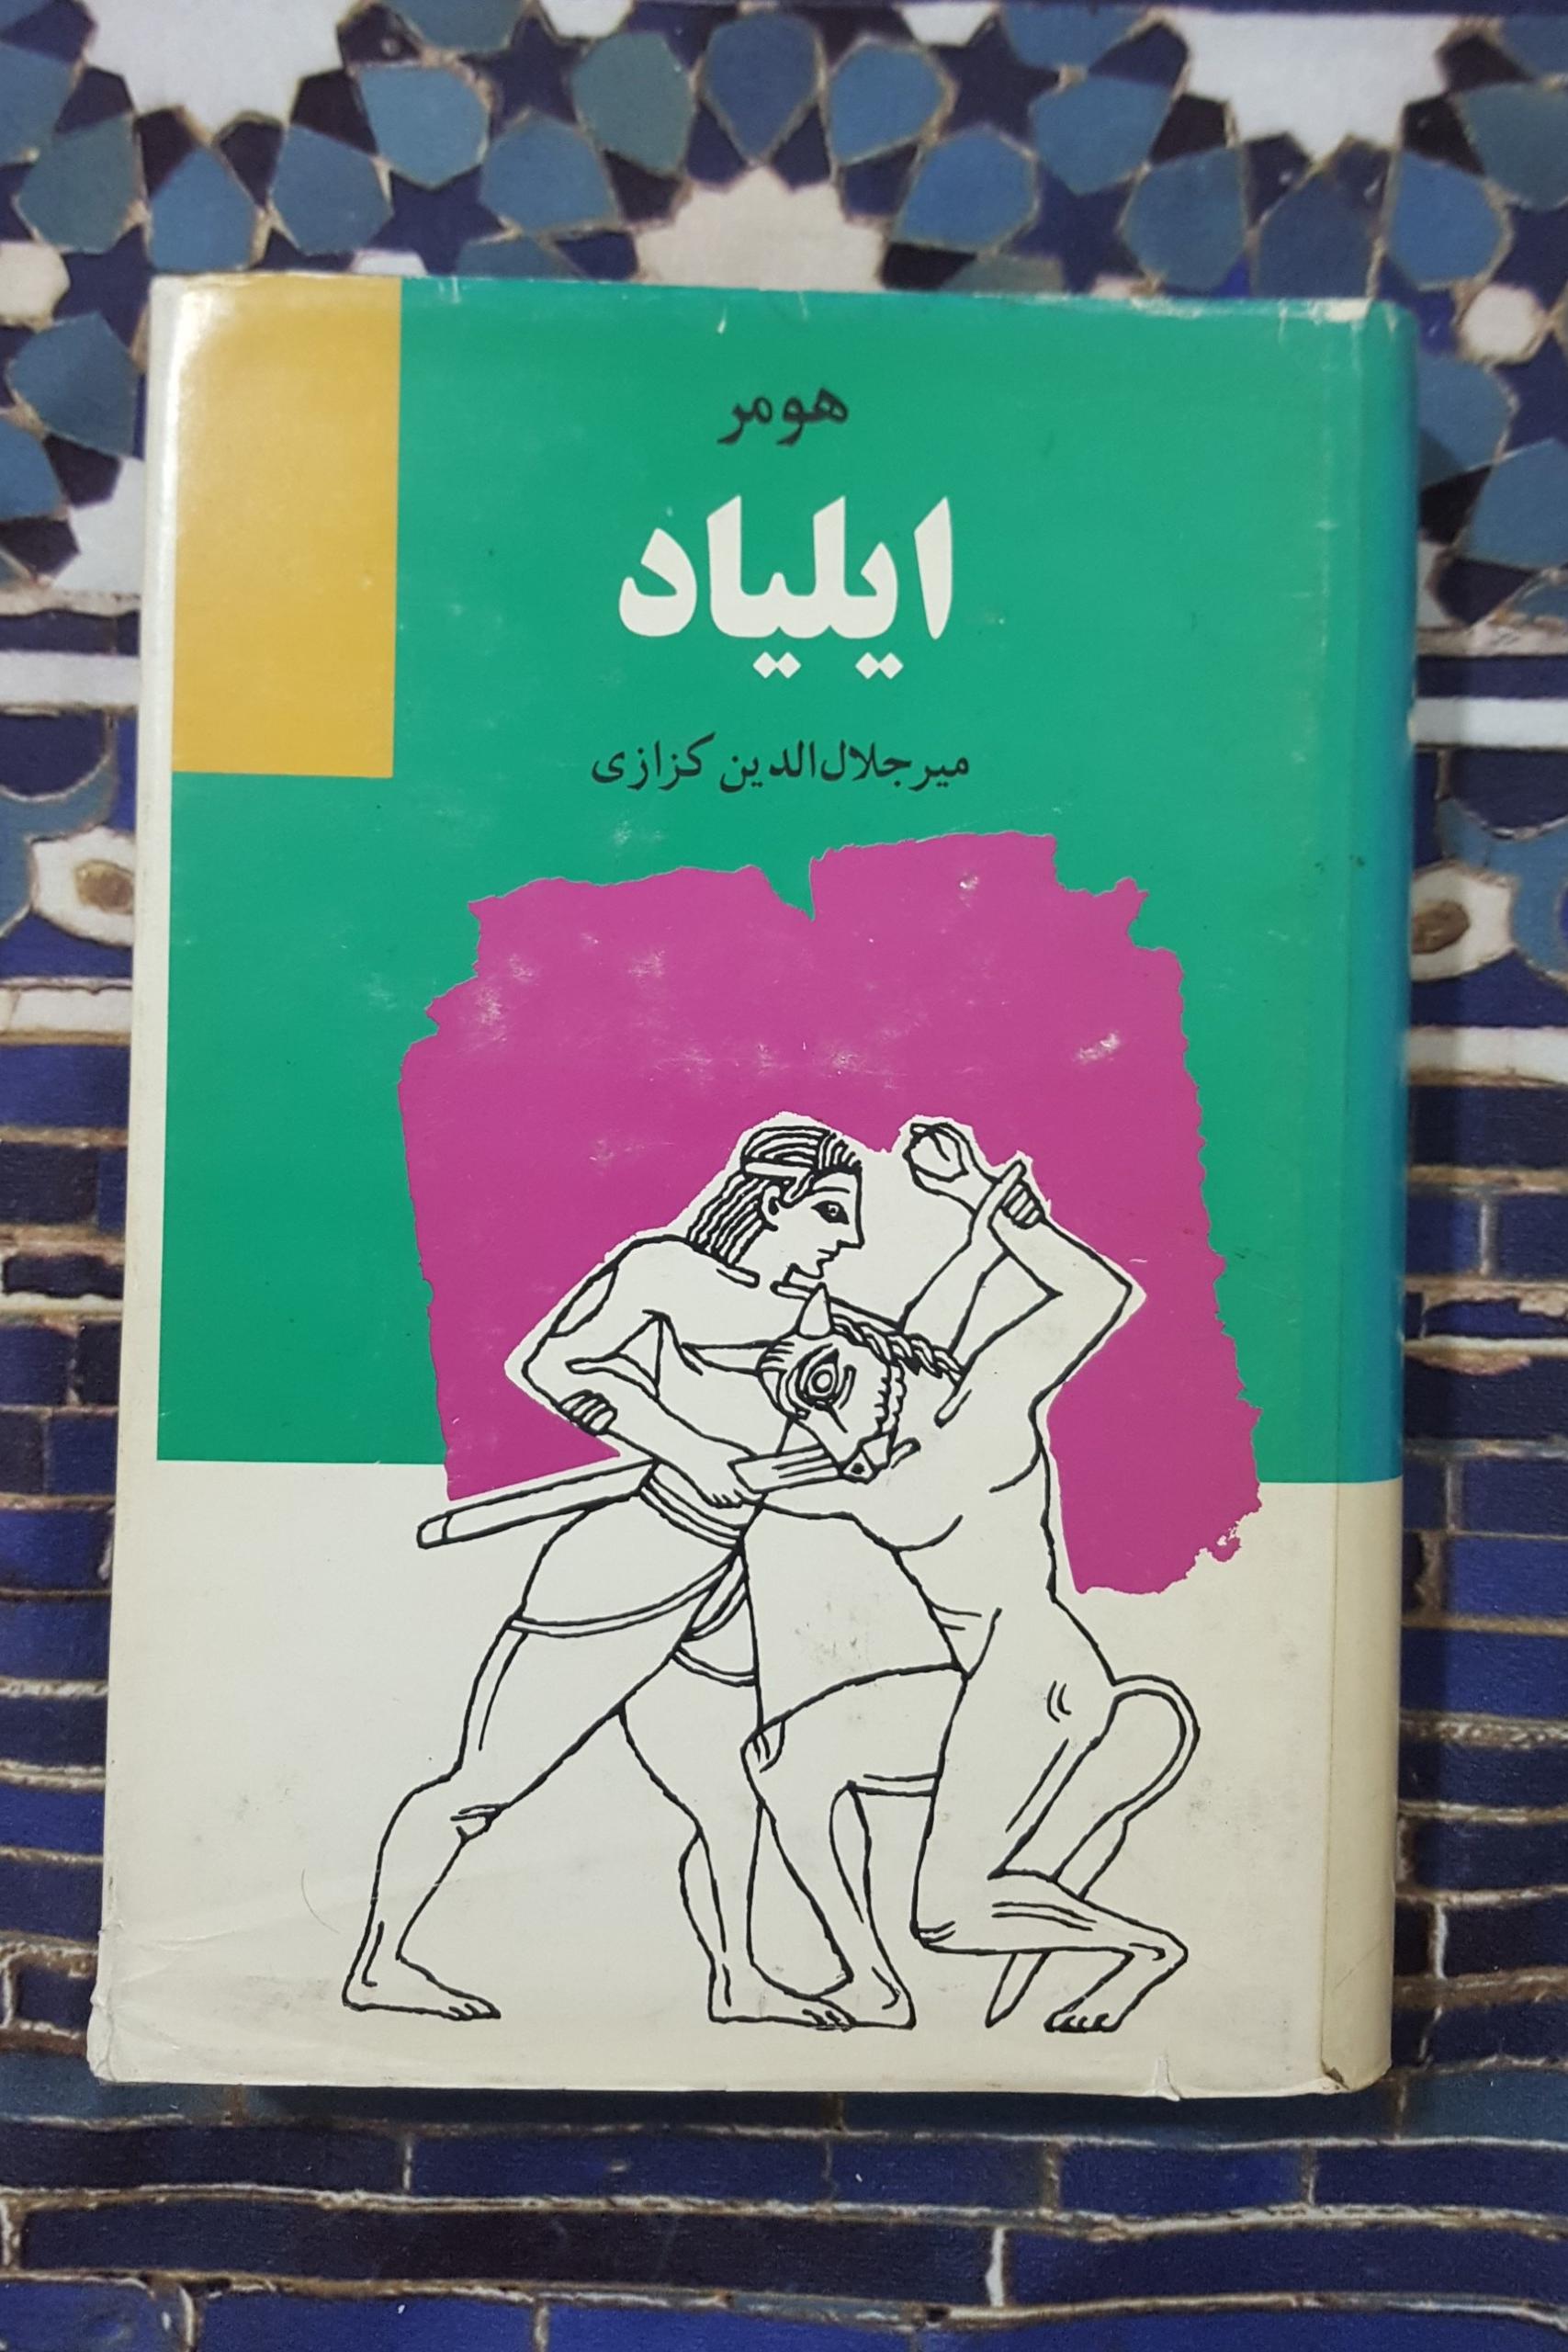 هومر
ایلیاد
میرجلال‌الدین کزازی